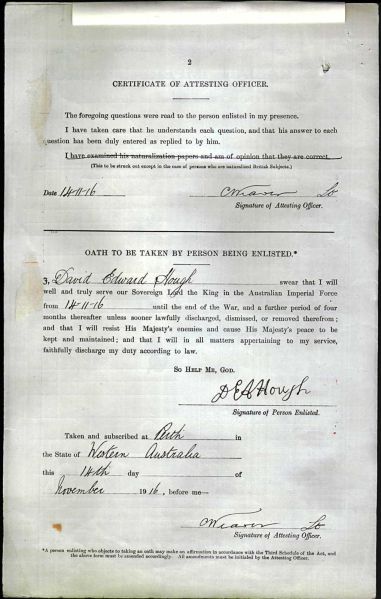 2
CERTIFICATE OF ATTESTING OFFICER.
The foregoing questions were read to the person enlisted in my presence.
I have taken care that he understands each question, and that his answer to each
question has been duly entered as replied to by him.
I have examined his naturalization papers and am of opinion that they are correct.
(This to be struck out except in the case of persons who are naturalized British Subjects.)
Date 14-11-16 Weaver Lt
Signature of Attesting Officer.
OATH TO BE TAKEN BY PERSON BEING ENLISTED.*
David Edward Hough swear that I will
well and truly serve our Sovereign Lord the King in the Australian Imperial Force
from 14-11-16 until the end of the War, and a further period of four
months thereafter unless sooner lawfully discharged, dismissed, or removed therefrom;
and that I will resist His Majesty's enemies and cause His Majesty's peace to be
kept and maintained; and that I will in all matters appertaining to my service,
faithfully discharge my duty according to law.
SO HELP ME, GOD.
Hough
Signature of Person Enlisted.
Taken and subscribed at Perth in
the State of Western Australia
this 14th day of
November 1916, before me—
Weaver Lt
Signature of Attesting Officer.
*A person enlisting who objects to taking an oath may make an affirmation in accordance with the Third Schedule of the Act, and
the above form must be amended accordingly. All amendments must be initialed by the Attesting Officer.